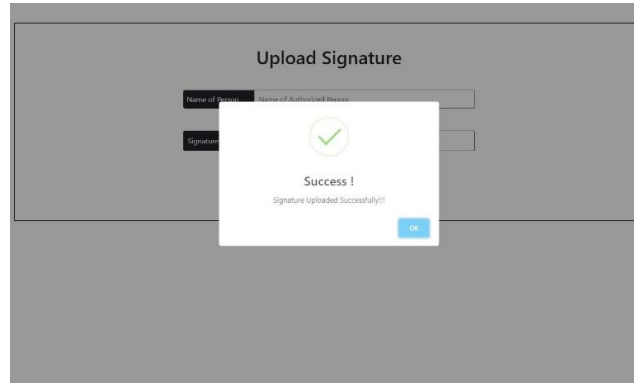 Upload Signature
Name of Person
Name of Authorized Person
Signature
Success !
Signature Uploaded Successfully!!!
OK